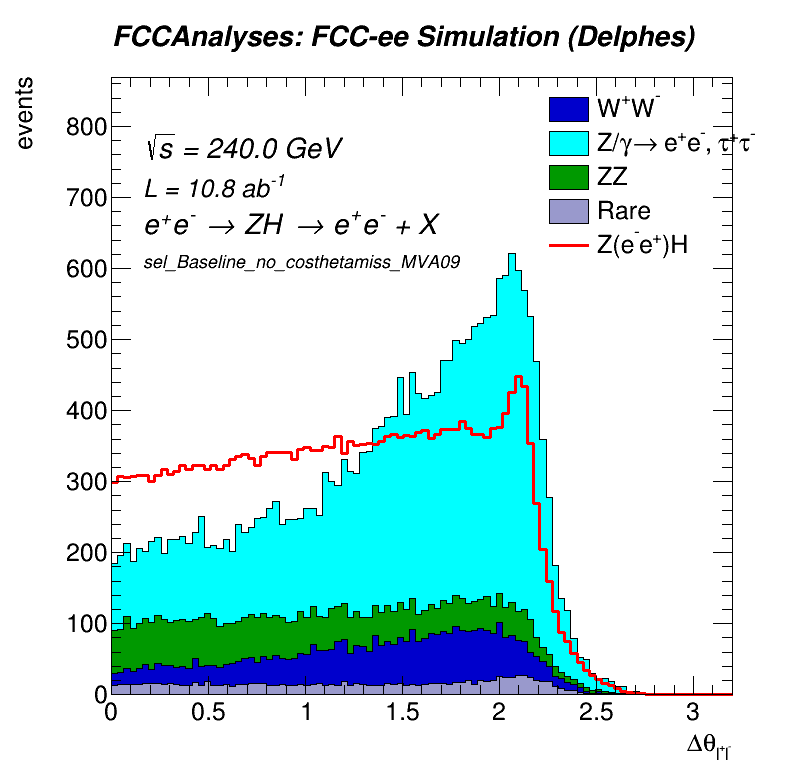 FCCAnalyses: FCC-ee Simulation (Delphes)
events
√s = 240.0 GeV
L = 10.8 ab⁻¹
e⁺e⁻ → ZH → e⁺e⁻ + X
sel_Baseline_no_costhetamiss_MVA09
W⁺W⁻
Z/γ→ e⁺e⁻, τ⁺τ⁻
ZZ
Rare
Z(e⁻e⁺)H
800
700
600
500
400
300
200
100
0
0 0.5 1 1.5 2 2.5 3
Δθ_l⁺l⁻